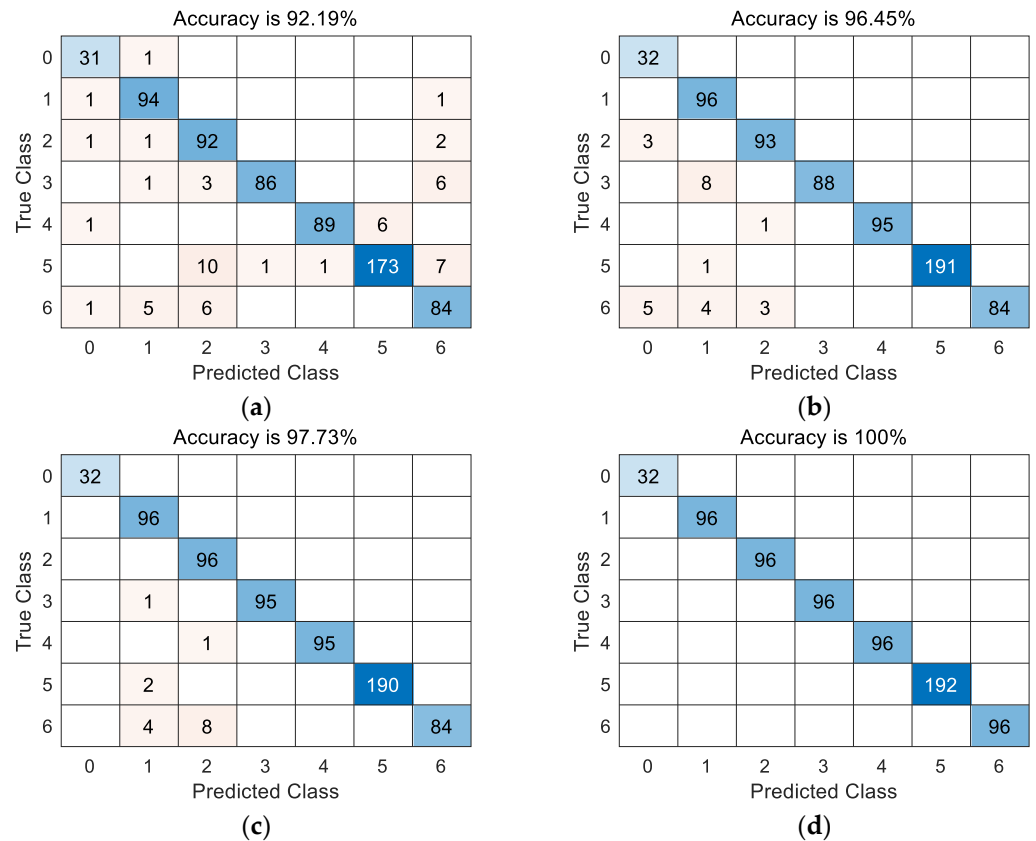 Accuracy is 92.19%
True Class
0 31 1
1 1 94 1
2 1 1 92 2
3 1 3 86 6
4 1 89 6
5 10 1 1 173 7
6 1 5 6 84
0 1 2 3 4 5 6
Predicted Class
(a)
Accuracy is 96.45%
True Class
0 32
1 96
2 3 93
3 8 88
4 1 95
5 1 191
6 5 4 3 84
0 1 2 3 4 5 6
Predicted Class
(b)
Accuracy is 97.73%
True Class
0 32
1 96
2 96
3 1 95
4 1 95
5 2 190
6 4 8 84
0 1 2 3 4 5 6
Predicted Class
(c)
Accuracy is 100%
True Class
0 32
1 96
2 96
3 96
4 96
5 192
6 96
0 1 2 3 4 5 6
Predicted Class
(d)